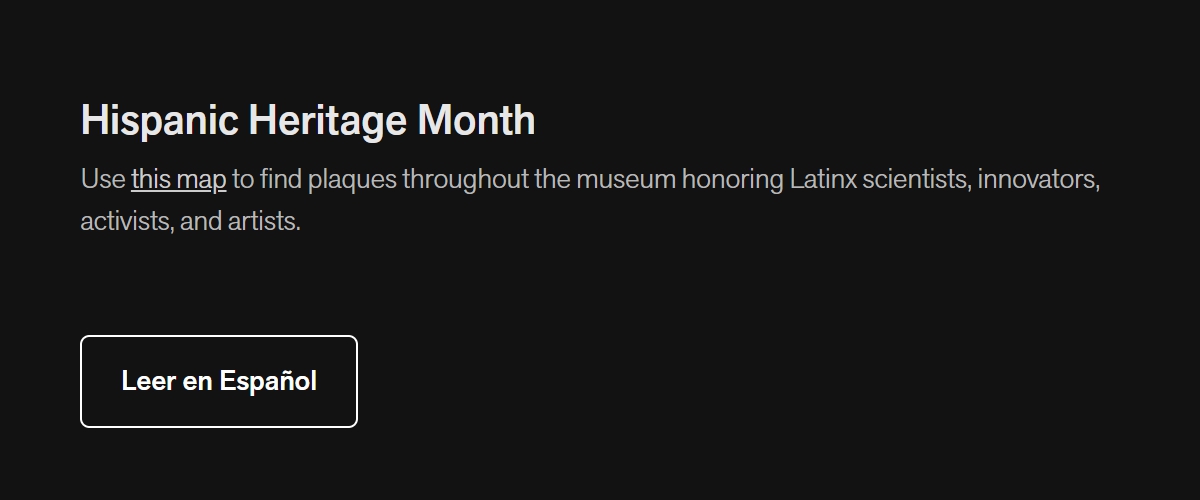 Hispanic Heritage Month
Use this map to find plaques throughout the museum honoring Latinx scientists, innovators,
activists, and artists.
Leer en Español